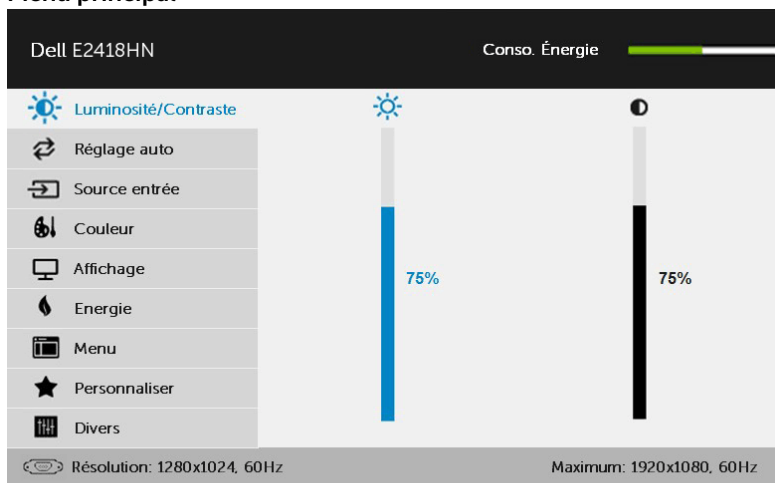 Dell E2418HN
Conso. Énergie
Luminosité/Contraste
Réglage auto
Source entrée
Couleur
Affichage
Energie
Menu
Personnaliser
Divers
75%
75%
Résolution: 1280x1024, 60Hz
Maximum: 1920x1080, 60Hz